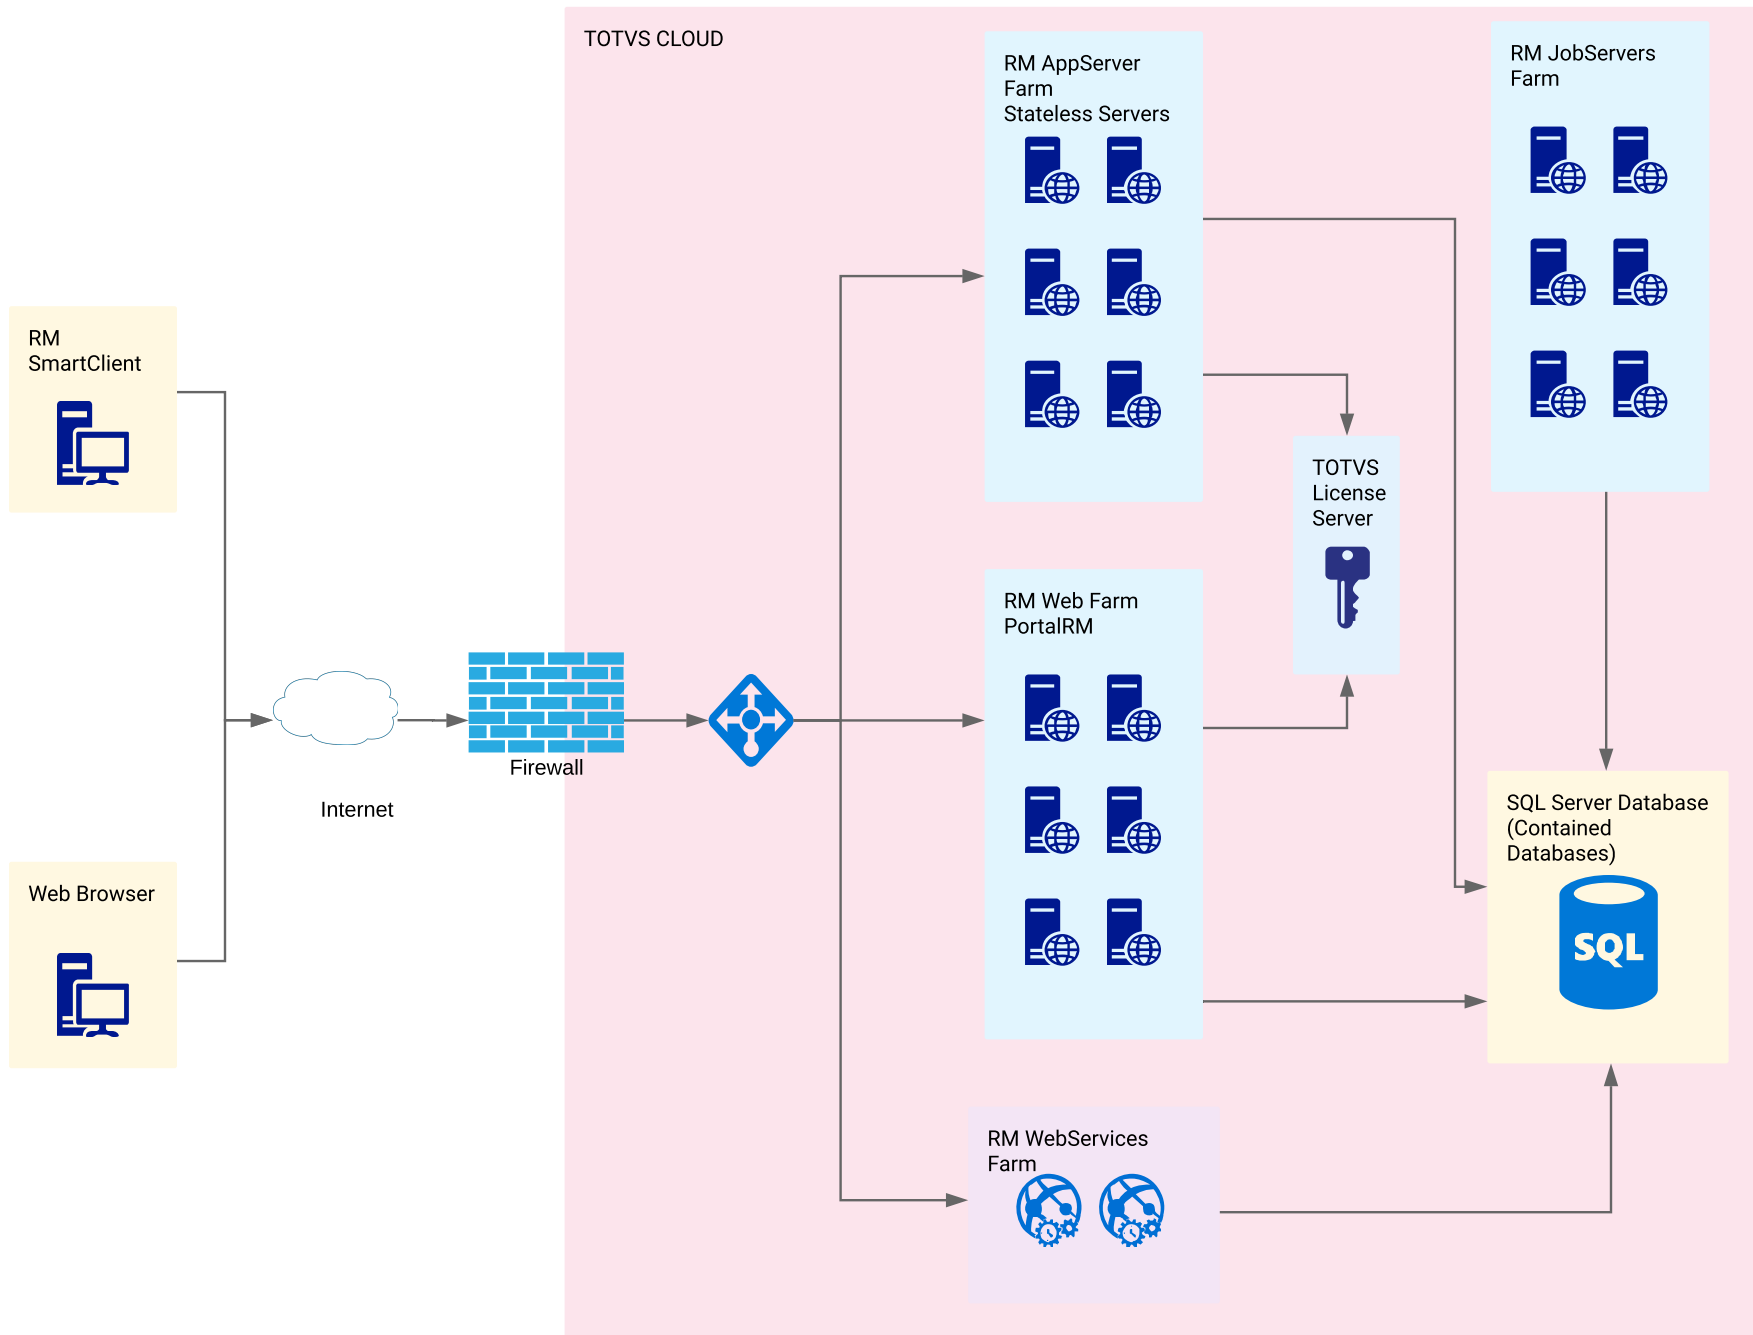 TOTVS CLOUD
RM AppServer
Farm
Stateless Servers
RM JobServers
Farm
RM
SmartClient
TOTVS
License
Server
RM Web Farm
PortalRM
Firewall
Internet
SQL Server Database
(Contained
Databases)
SQL
Web Browser
RM WebServices
Farm